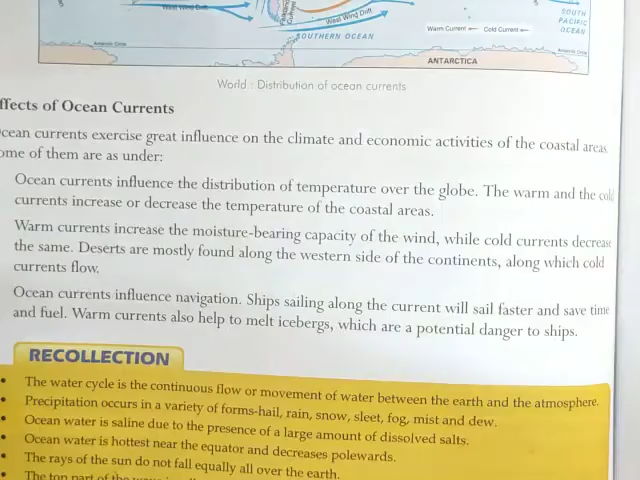 West Wind Drift
West Wind Drift
SOUTH
PACIFIC
OCEAN
SOUTHERN OCEAN
Warm Current Cold Current
Antarctic Circle
Antarctic Circle
ANTARCTICA
World : Distribution of ocean currents
ffects of Ocean Currents
cean currents exercise great influence on the climate and economic activities of the coastal areas.
ome of them are as under:
Ocean currents influence the distribution of temperature over the globe. The warm and the cold
currents increase or decrease the temperature of the coastal areas.
Warm currents increase the moisture-bearing capacity of the wind, while cold currents decrease
the same. Deserts are mostly found along the western side of the continents, along which cold
currents flow.
Ocean currents influence navigation. Ships sailing along the current will sail faster and save time
and fuel. Warm currents also help to melt icebergs, which are a potential danger to ships.
RECOLLECTION
• The water cycle is the continuous flow or movement of water between the earth and the atmosphere.
• Precipitation occurs in a variety of forms-hail, rain, snow, sleet, fog, mist and dew.
• Ocean water is saline due to the presence of a large amount of dissolved salts.
• Ocean water is hottest near the equator and decreases polewards.
• The rays of the sun do not fall equally all over the earth.
• The top part of the